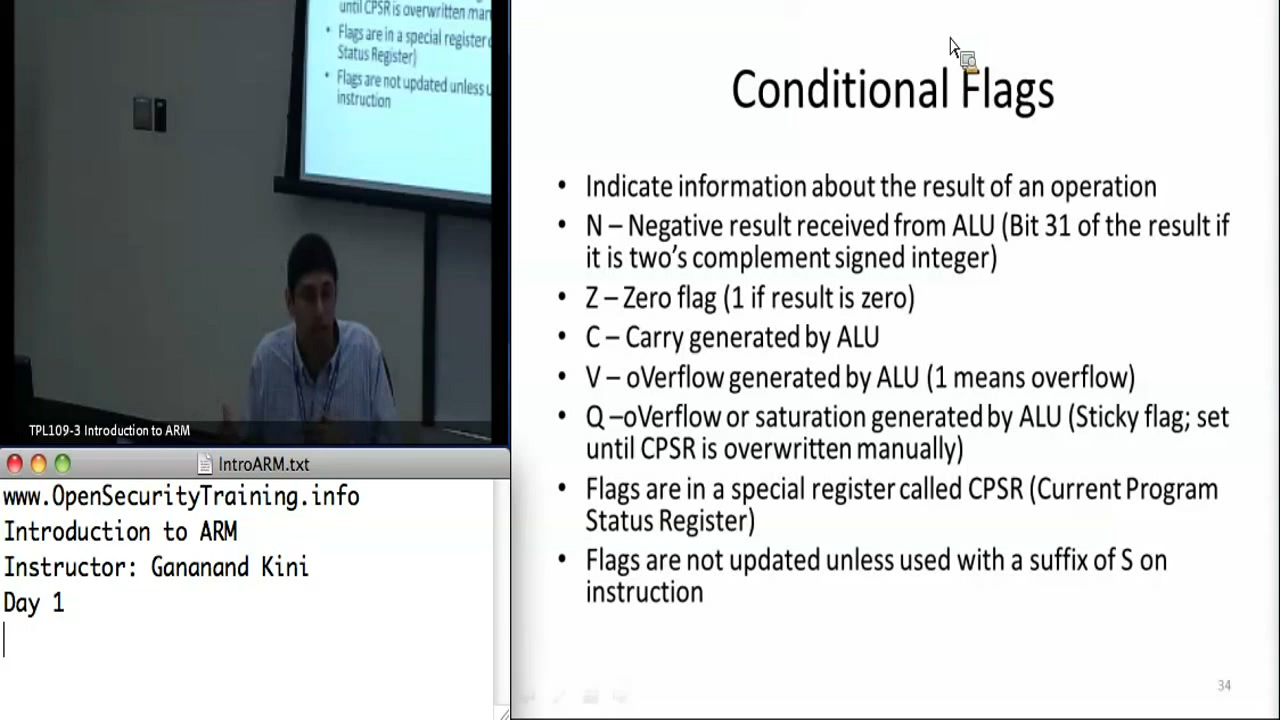 until CPSR is overwritten man
Flags are in a special register
Status Register)
Flags are not updated unless u
instruction
TPL109-3 Introduction to ARM
IntroARM.txt
www.OpenSecurityTraining.info
Introduction to ARM
Instructor: Gananand Kini
Day 1
Conditional Flags
• Indicate information about the result of an operation
• N – Negative result received from ALU (Bit 31 of the result if
it is two's complement signed integer)
• Z – Zero flag (1 if result is zero)
• C – Carry generated by ALU
• V – oVerflow generated by ALU (1 means overflow)
• Q –oVerflow or saturation generated by ALU (Sticky flag; set
until CPSR is overwritten manually)
• Flags are in a special register called CPSR (Current Program
Status Register)
• Flags are not updated unless used with a suffix of S on
instruction
34